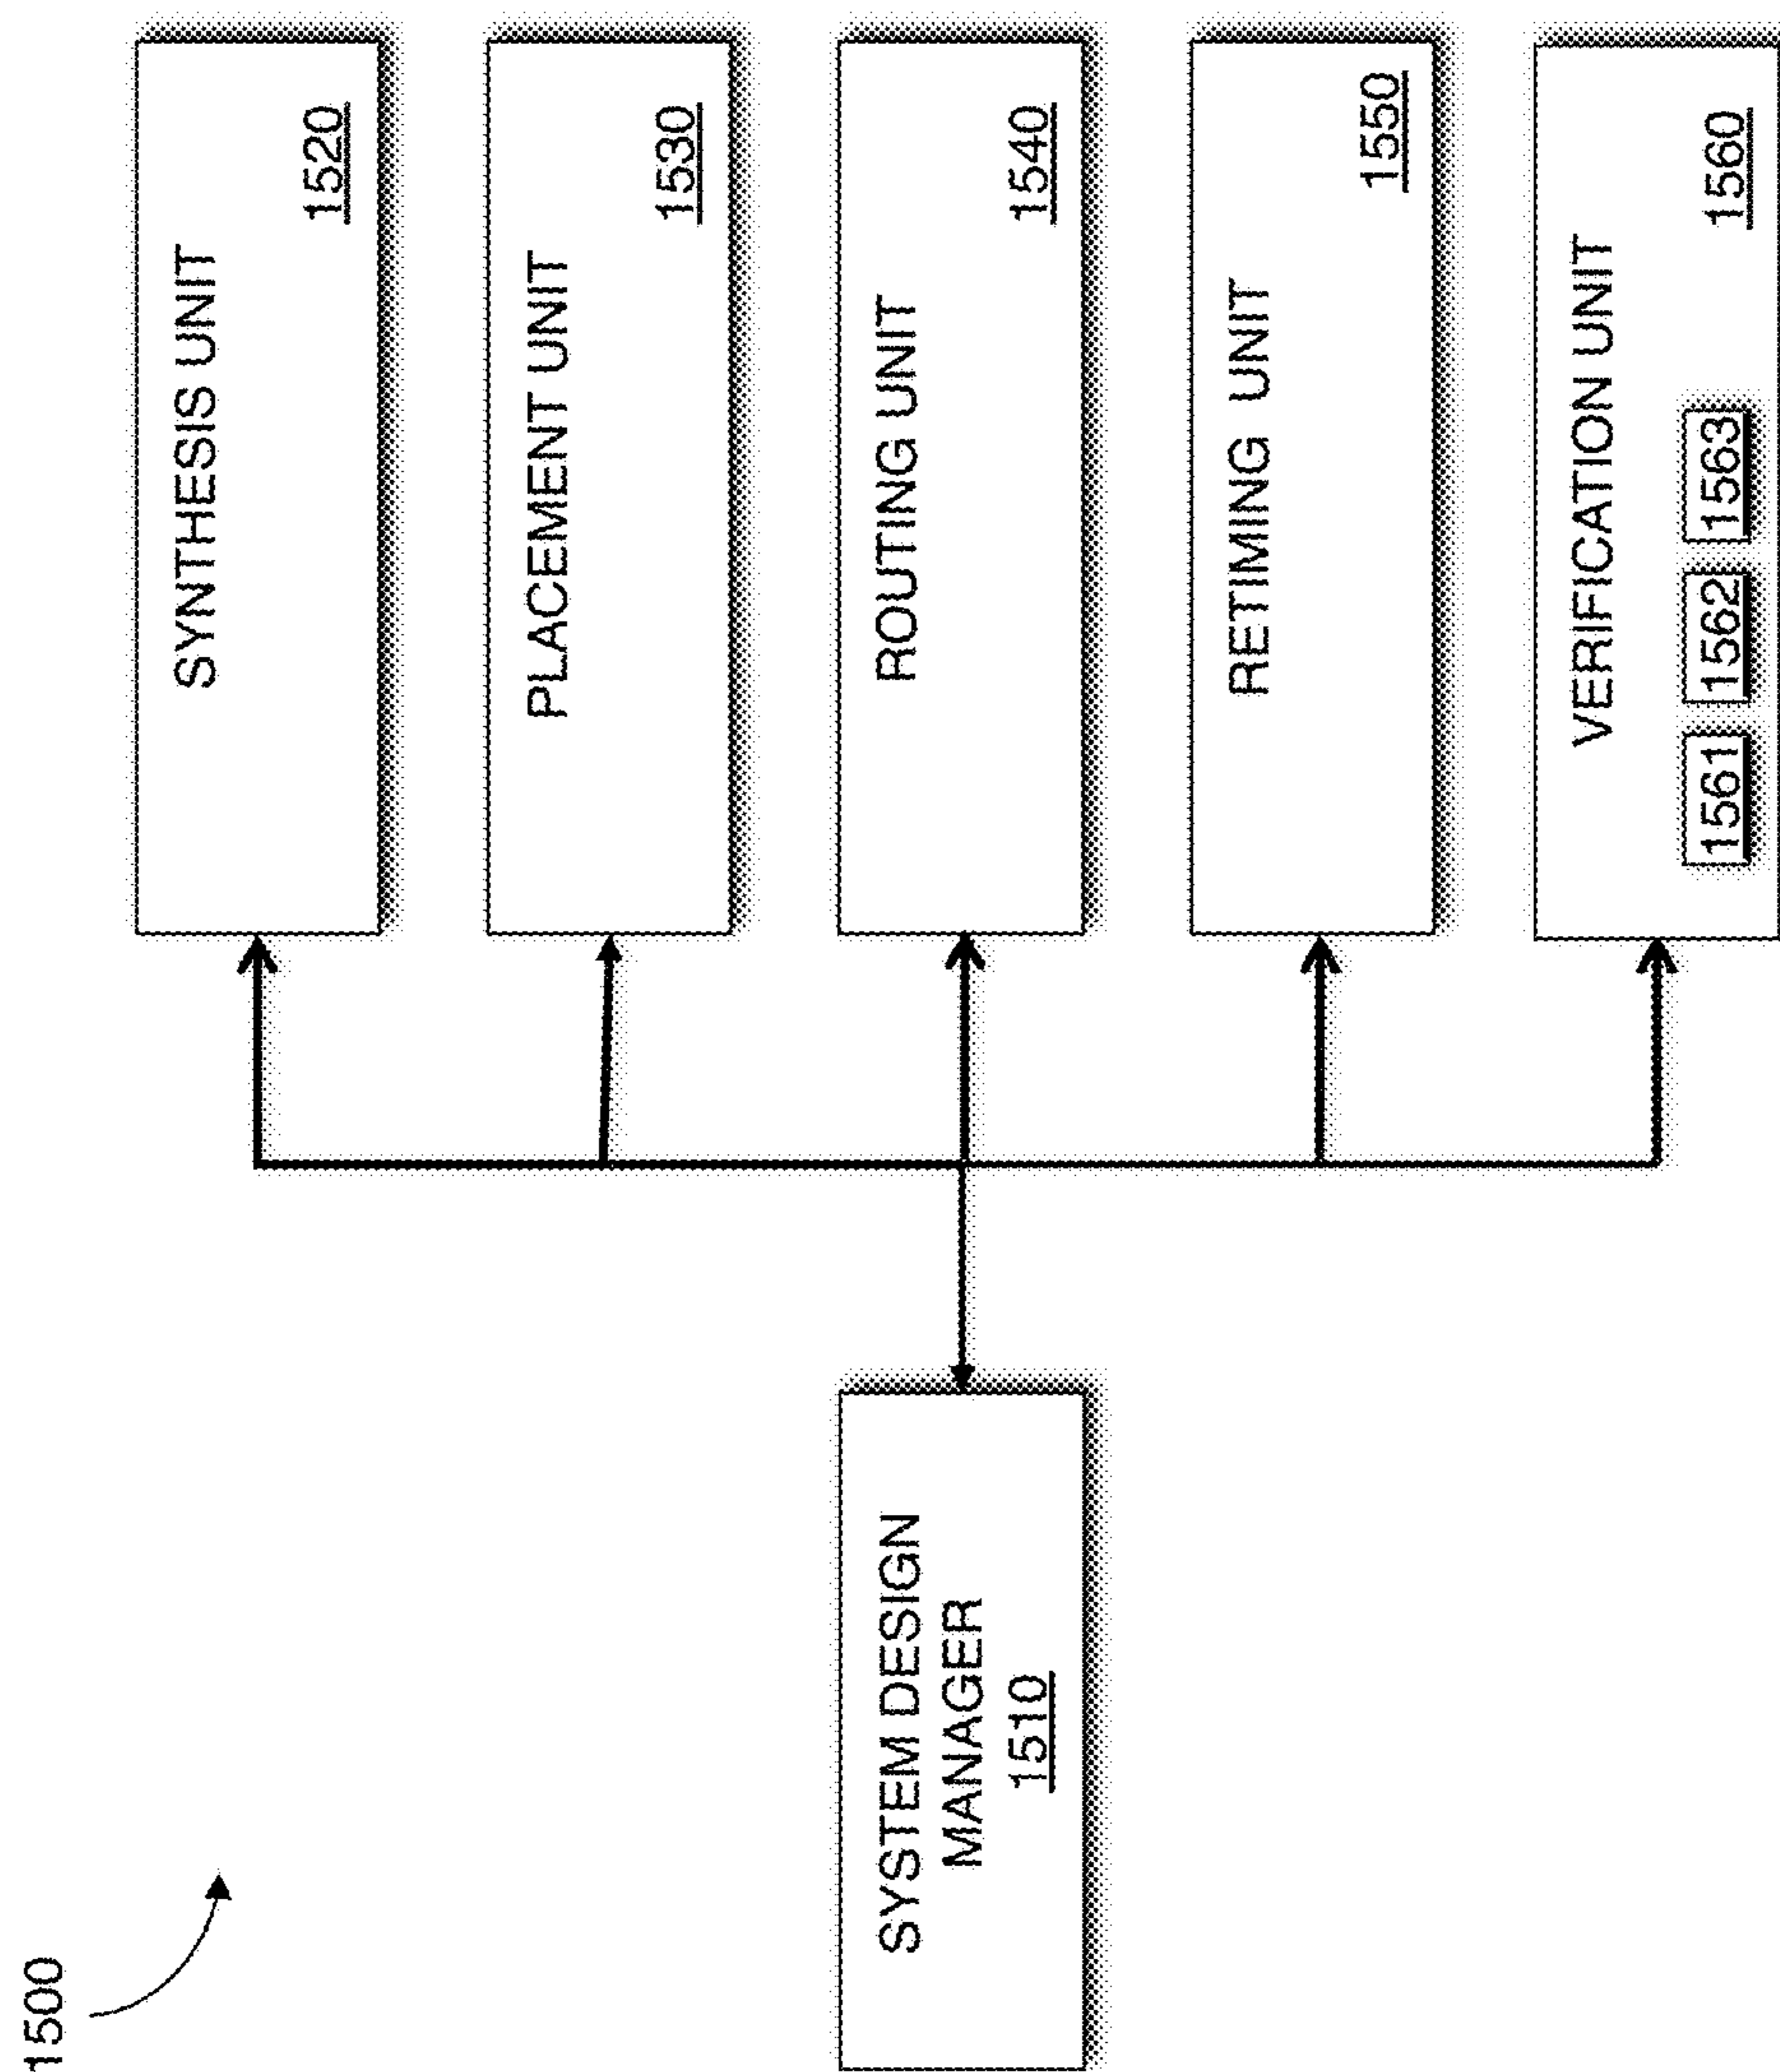 1500
SYSTEM DESIGN
MANAGER
1510
SYNTHESIS UNIT
1520
PLACEMENT UNIT
1530
ROUTING UNIT
1540
RETIMING UNIT
1550
VERIFICATION UNIT
1561 1562 1563
1560